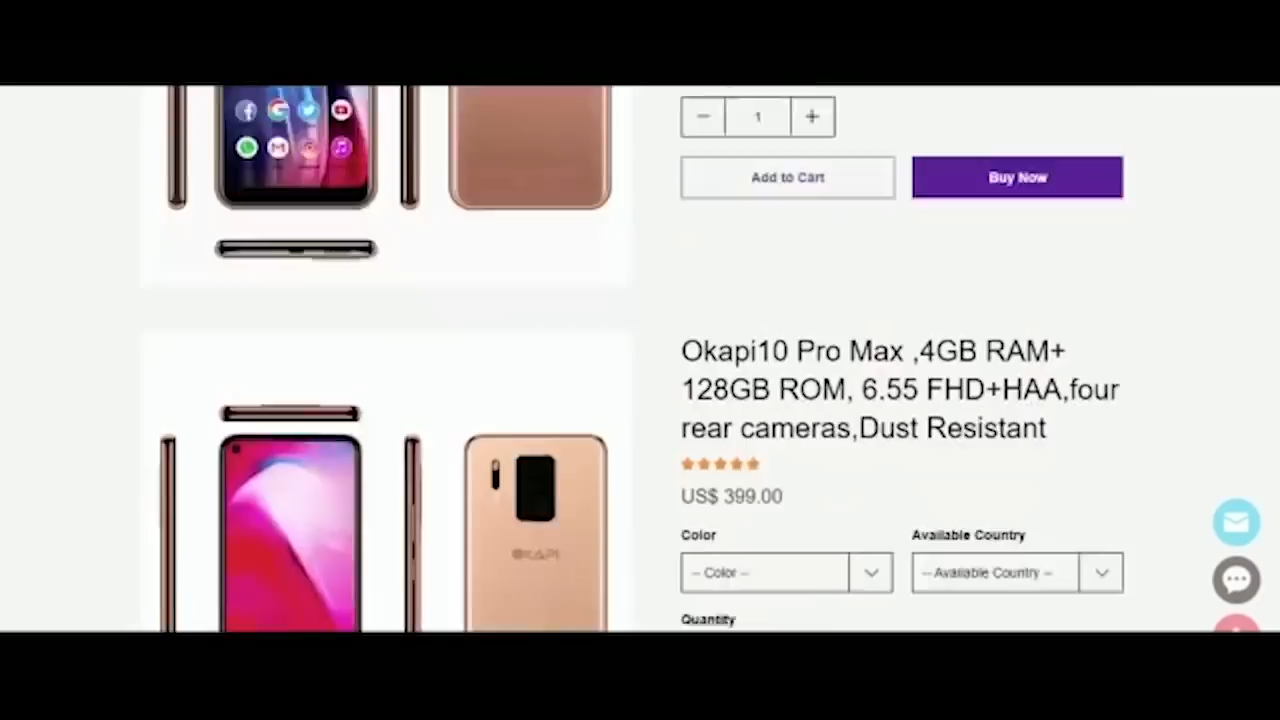 1
Add to Cart
Buy Now
Okapi10 Pro Max ,4GB RAM+
128GB ROM, 6.55 FHD+HAA,four
rear cameras,Dust Resistant
US$ 399.00
Color
Available Country
-- Color --
-- Available Country --
OKAPI
Quantity